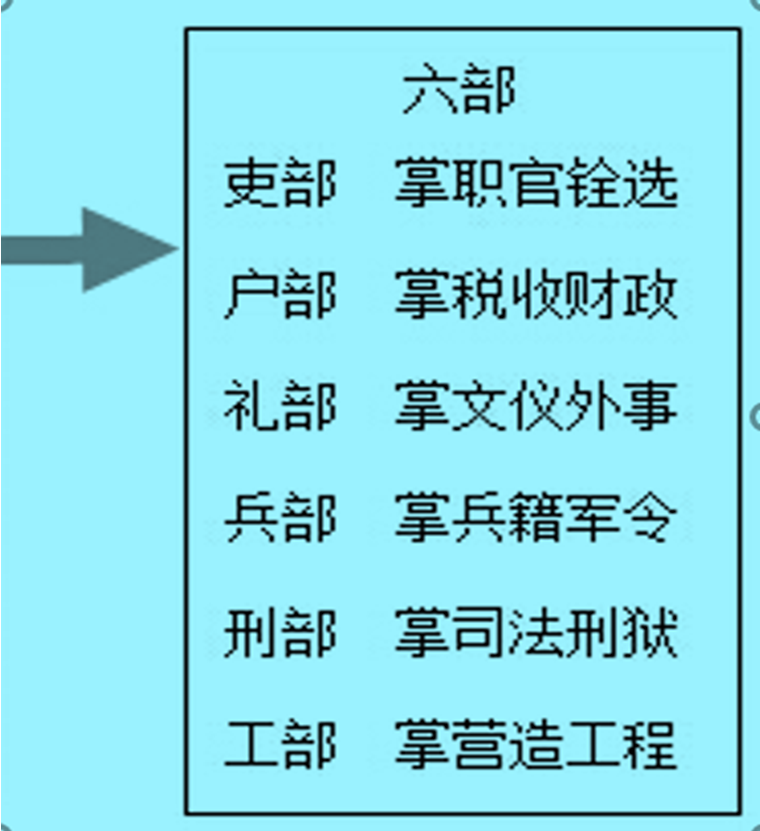 六部
吏部 掌职官铨选
户部 掌税收财政
礼部 掌文仪外事
兵部 掌兵籍军令
刑部 掌司法刑狱
工部 掌营造工程